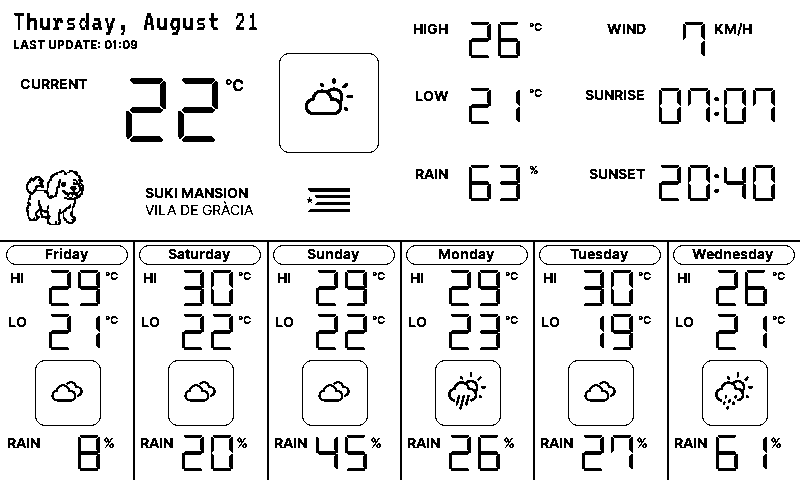 Thursday, August 21
LAST UPDATE: 01:09
CURRENT 22 °C
HIGH 26 °C
WIND 7 KM/H
LOW 21 °C
SUNRISE 07:07
RAIN 63 %
SUNSET 20:40
SUKI MANSION
VILA DE GRÀCIA
Friday
HI 29 °C
LO 21 °C
RAIN 8 %
Saturday
HI 30 °C
LO 22 °C
RAIN 20 %
Sunday
HI 29 °C
LO 22 °C
RAIN 45 %
Monday
HI 29 °C
LO 23 °C
RAIN 26 %
Tuesday
HI 30 °C
LO 19 °C
RAIN 27 %
Wednesday
HI 26 °C
LO 21 °C
RAIN 61 %